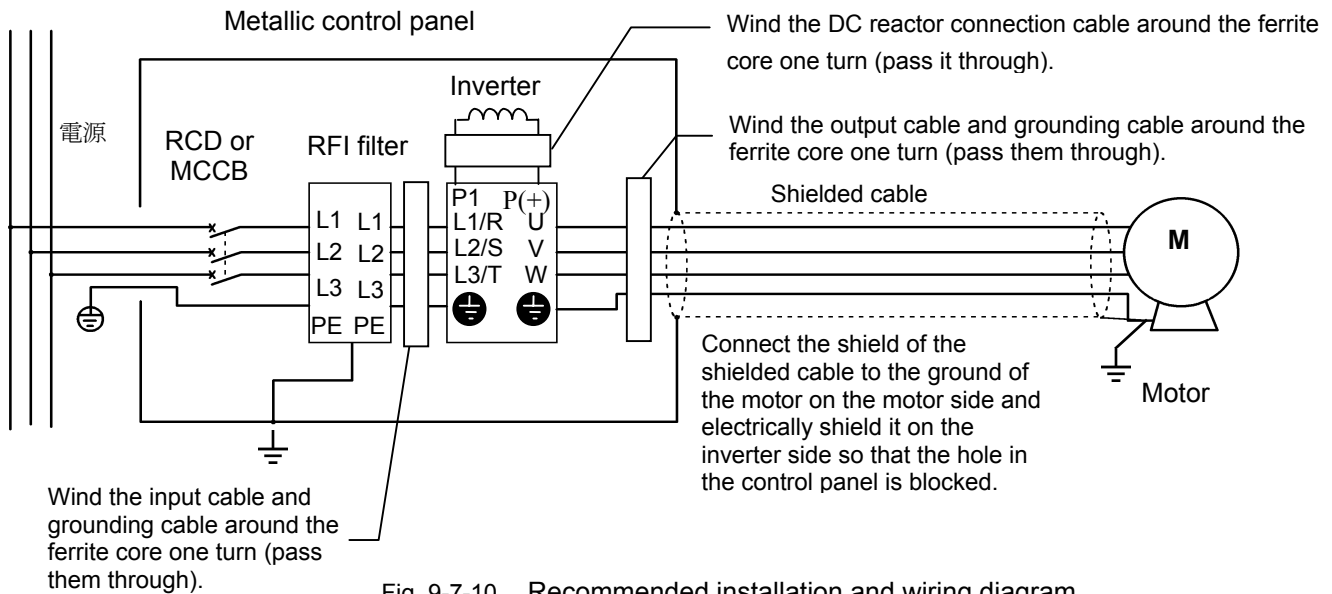 Metallic control panel
Wind the DC reactor connection cable around the ferrite
core one turn (pass it through).
Inverter
電源
RCD or
MCCB
RFI filter
Wind the output cable and grounding cable around the
ferrite core one turn (pass them through).
Shielded cable
P1 P(+)
L1 L1 L1/R U
L2 L2 L2/S V
L3 L3 L3/T W
PE PE
M
Motor
Connect the shield of the
shielded cable to the ground of
the motor on the motor side and
electrically shield it on the
inverter side so that the hole in
the control panel is blocked.
Wind the input cable and
grounding cable around the
ferrite core one turn (pass
them through).
Fig. 9-7-10 Recommended installation and wiring diagram